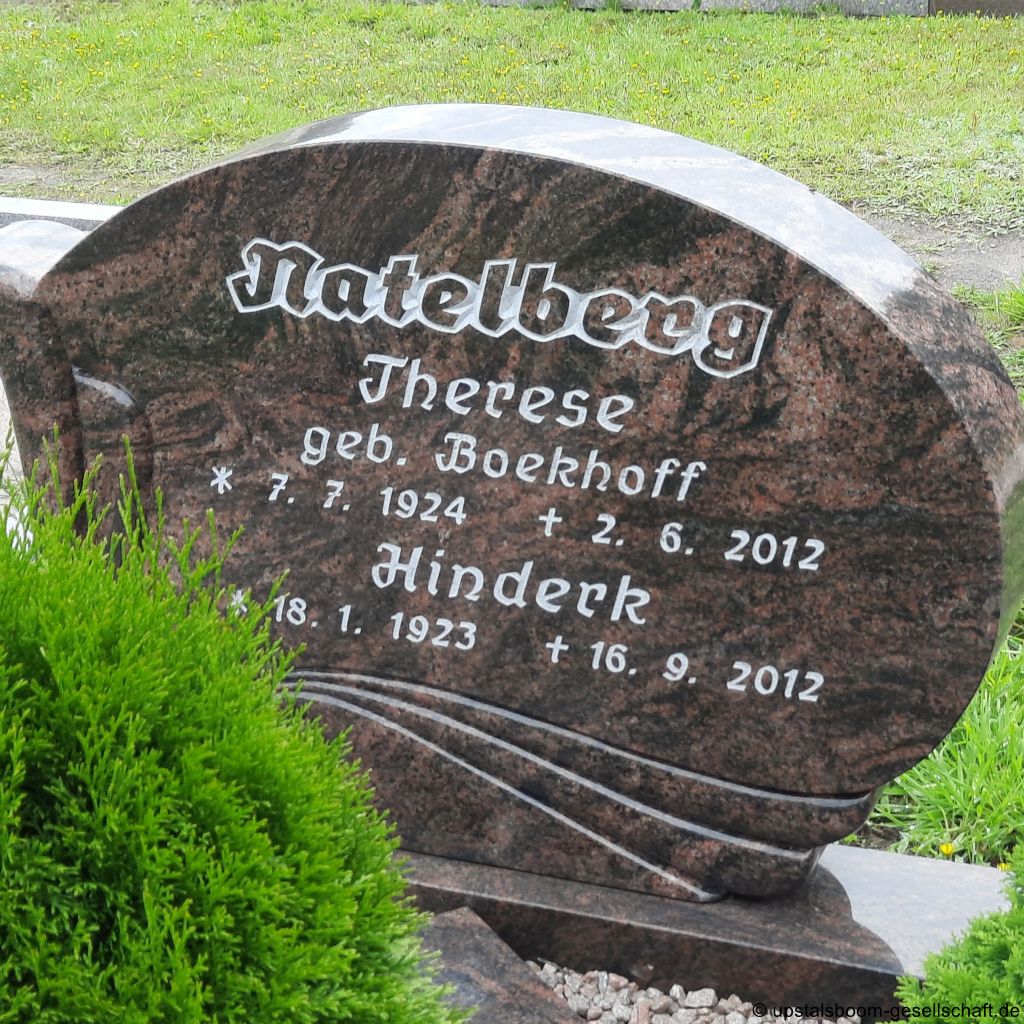 Natelberg
Therese
geb. Boekhoff
* 7. 7. 1924 + 2. 6. 2012
Hinderk
* 18. 1. 1923 + 16. 9. 2012
© upstalsboom-gesellschaft.de